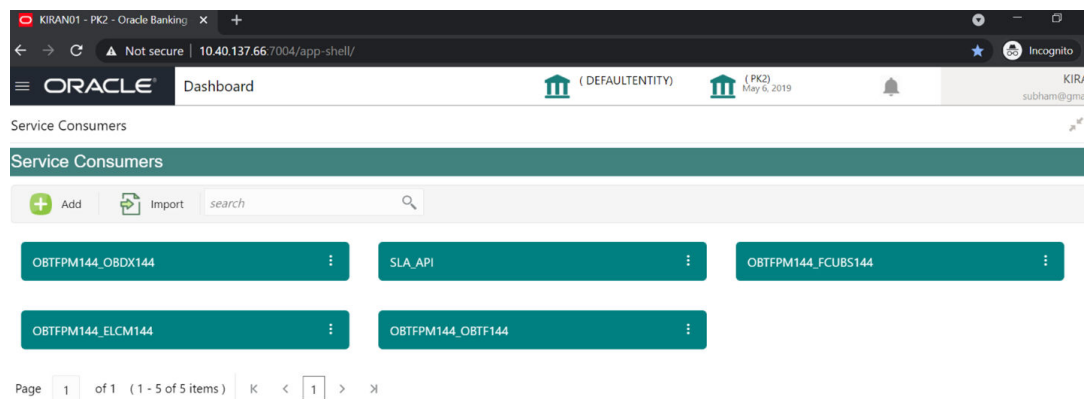 KIRAN01 - PK2 - Oracle Banking
Not secure | 10.40.137.66:7004/app-shell/
Incognito
ORACLE
Dashboard
( DEFAULTENTITY)
(PK2)
May 6, 2019
KIRA
subham@gma
Service Consumers
Service Consumers
Add Import search
OBTFPM144_OBDX144 SLA_API OBTFPM144_FCUBS144
OBTFPM144_ELCM144 OBTFPM144_OBTF144
Page 1 of 1 ( 1 - 5 of 5 items ) 1